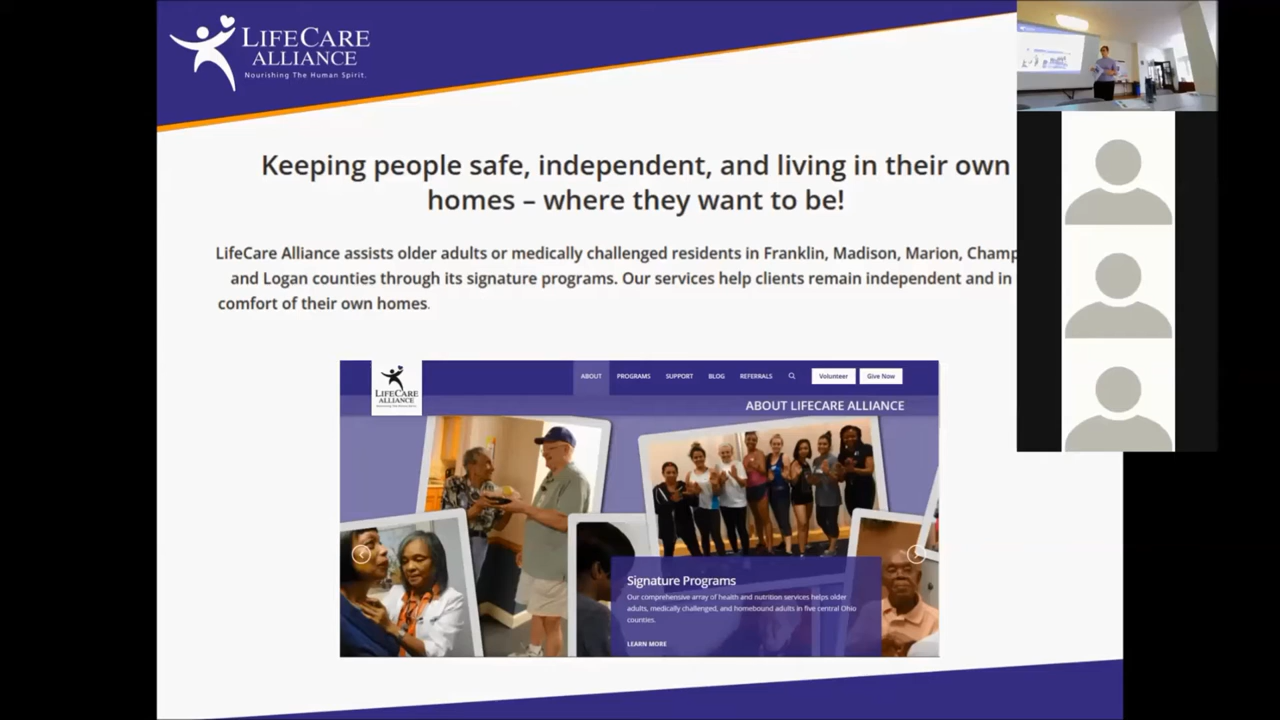 LIFECARE
ALLIANCE
Nourishing The Human Spirit.
Keeping people safe, independent, and living in their own
homes – where they want to be!
LifeCare Alliance assists older adults or medically challenged residents in Franklin, Madison, Marion, Champ
and Logan counties through its signature programs. Our services help clients remain independent and in
comfort of their own homes.
LIFECARE
ALLIANCE
ABOUT PROGRAMS SUPPORT BLOG REFERRALS Volunteer Give Now
ABOUT LIFECARE ALLIANCE
Signature Programs
Our comprehensive array of health and nutrition services helps older
adults, medically challenged, and homebound adults in five central Ohio
counties.
LEARN MORE